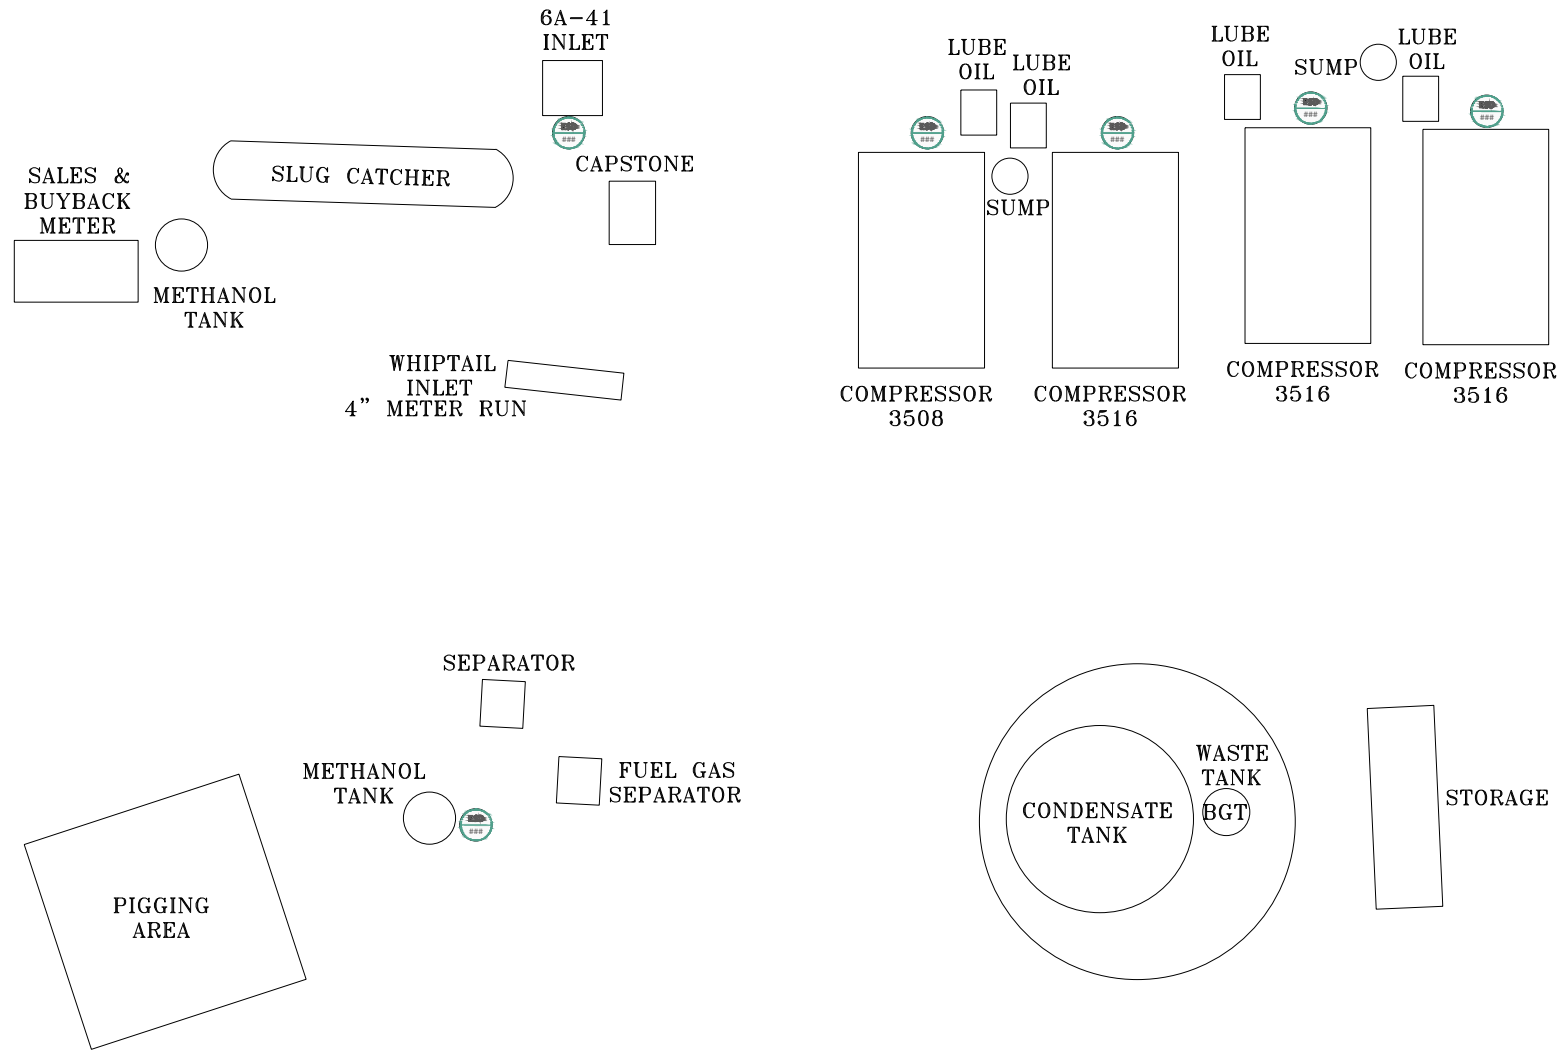 6A-41
INLET
SALES &
BUYBACK
METER
SLUG CATCHER
CAPSTONE
METHANOL
TANK
WHIPTAIL
INLET
4" METER RUN
LUBE
OIL
LUBE
OIL
SUMP
LUBE
OIL
SUMP
LUBE
OIL
###
###
###
###
###
COMPRESSOR
3508
COMPRESSOR
3516
COMPRESSOR
3516
COMPRESSOR
3516
SEPARATOR
METHANOL
TANK
###
FUEL GAS
SEPARATOR
PIGGING
AREA
CONDENSATE
TANK
WASTE
TANK
BGT
STORAGE